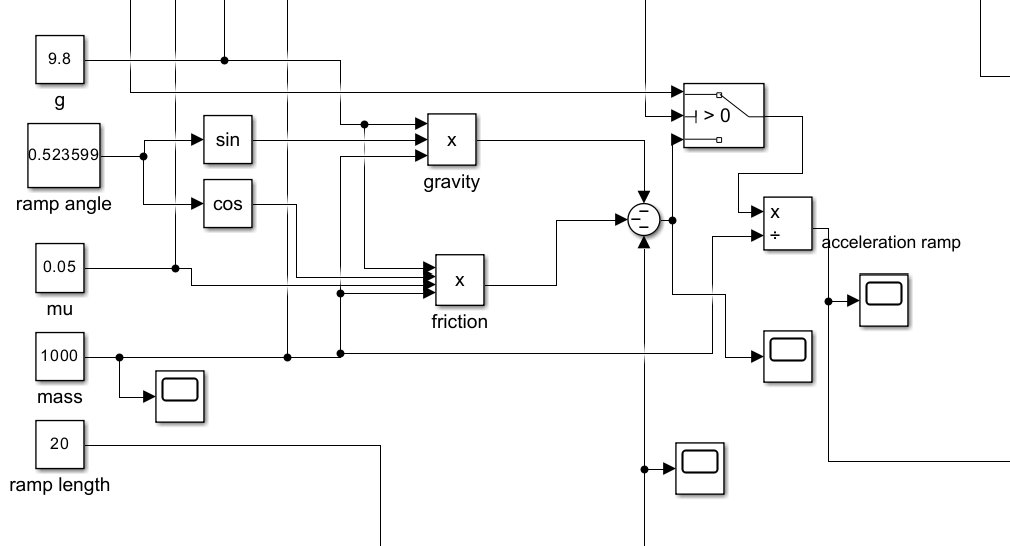 9.8
g
0.523599
ramp angle
sin
cos
x
gravity
> 0
x
÷
acceleration ramp
0.05
mu
x
friction
1000
mass
20
ramp length